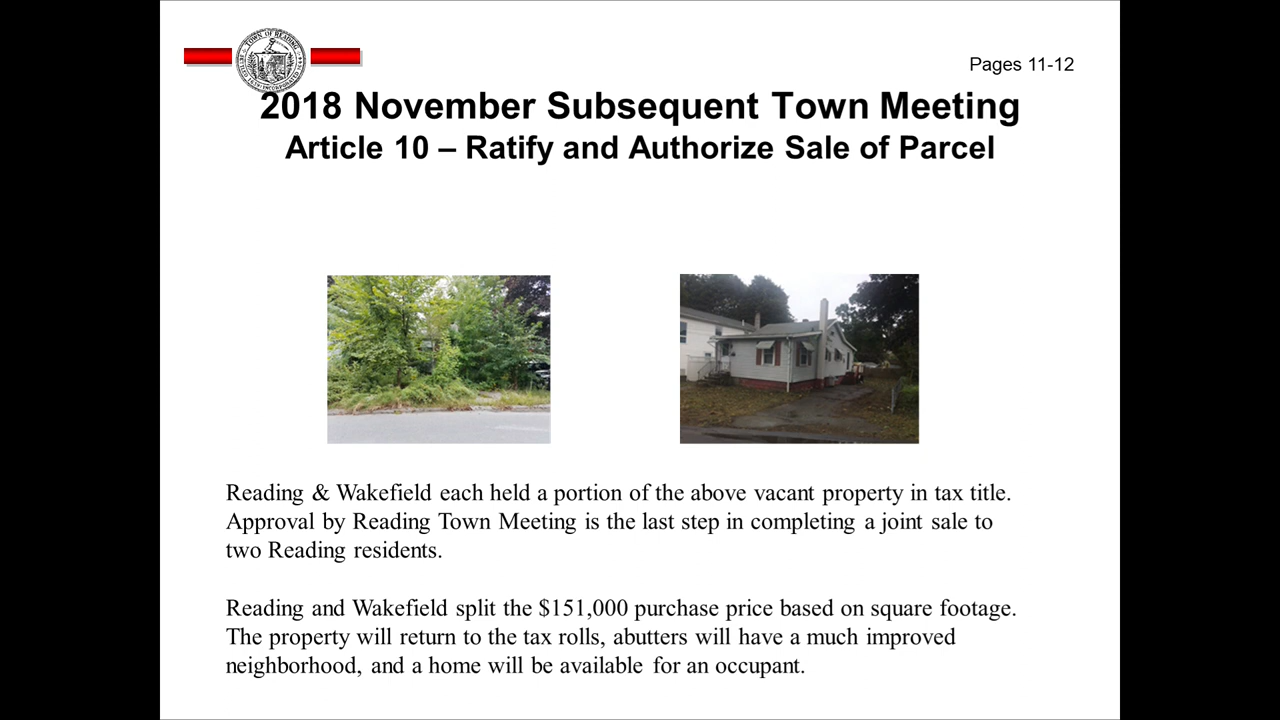 TOWN OF READING
Pages 11-12
2018 November Subsequent Town Meeting
Article 10 – Ratify and Authorize Sale of Parcel
Reading & Wakefield each held a portion of the above vacant property in tax title.
Approval by Reading Town Meeting is the last step in completing a joint sale to
two Reading residents.
Reading and Wakefield split the $151,000 purchase price based on square footage.
The property will return to the tax rolls, abutters will have a much improved
neighborhood, and a home will be available for an occupant.